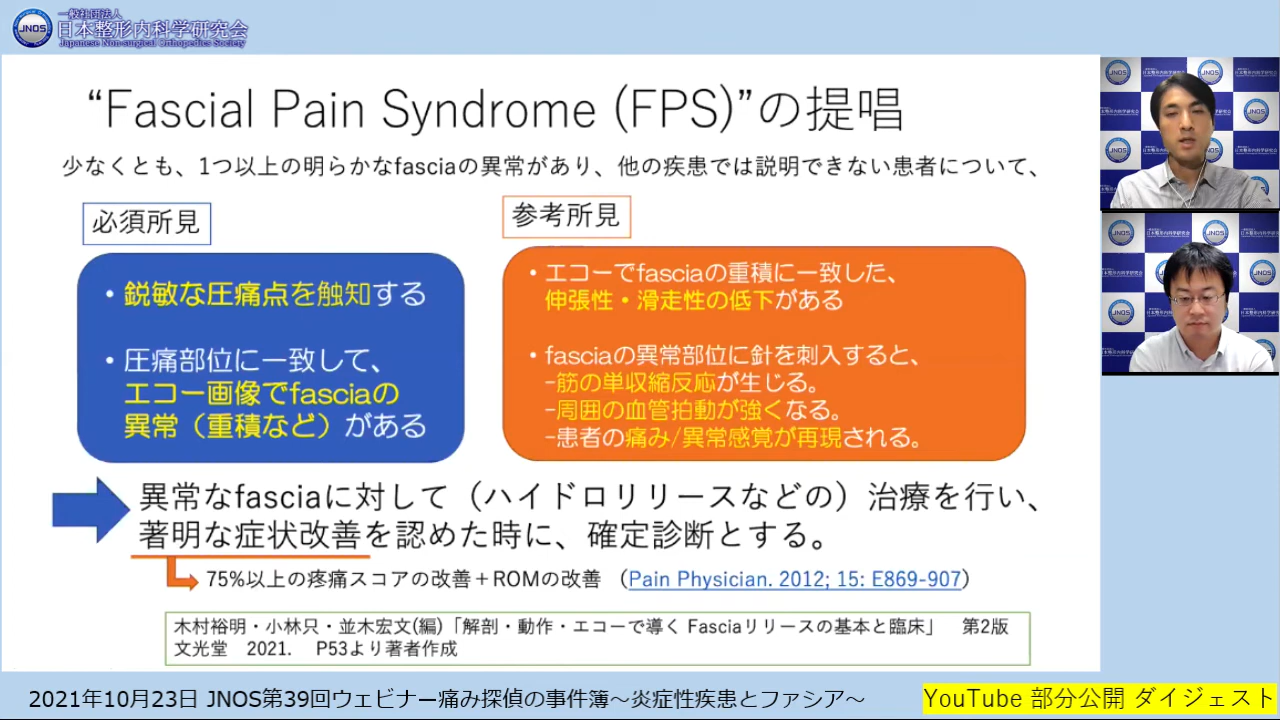 一般社団法人
JNOS 日本整形内科学研究会
Japanese Non-surgical Orthopedics Society
“Fascial Pain Syndrome (FPS)”の提唱
少なくとも、1つ以上の明らかなfasciaの異常があり、他の疾患では説明できない患者について、
必須所見
・鋭敏な圧痛点を触知する
・圧痛部位に一致して、
エコー画像でfasciaの
異常（重積など）がある
参考所見
・エコーでfasciaの重積に一致した、
伸張性・滑走性の低下がある
・fasciaの異常部位に針を刺入すると、
–筋の単収縮反応が生じる。
–周囲の血管拍動が強くなる。
–患者の痛み/異常感覚が再現される。
異常なfasciaに対して（ハイドロリリースなどの）治療を行い、
著明な症状改善を認めた時に、確定診断とする。
75%以上の疼痛スコアの改善＋ROMの改善 （Pain Physician. 2012; 15: E869-907)
木村裕明・小林只・並木宏文(編)「解剖・動作・エコーで導く Fasciaリリースの基本と臨床」 第2版
文光堂 2021. P53より著者作成
2021年10月23日 JNOS第39回ウェビナー痛み探偵の事件簿～炎症性疾患とファシア～
YouTube 部分公開 ダイジェスト